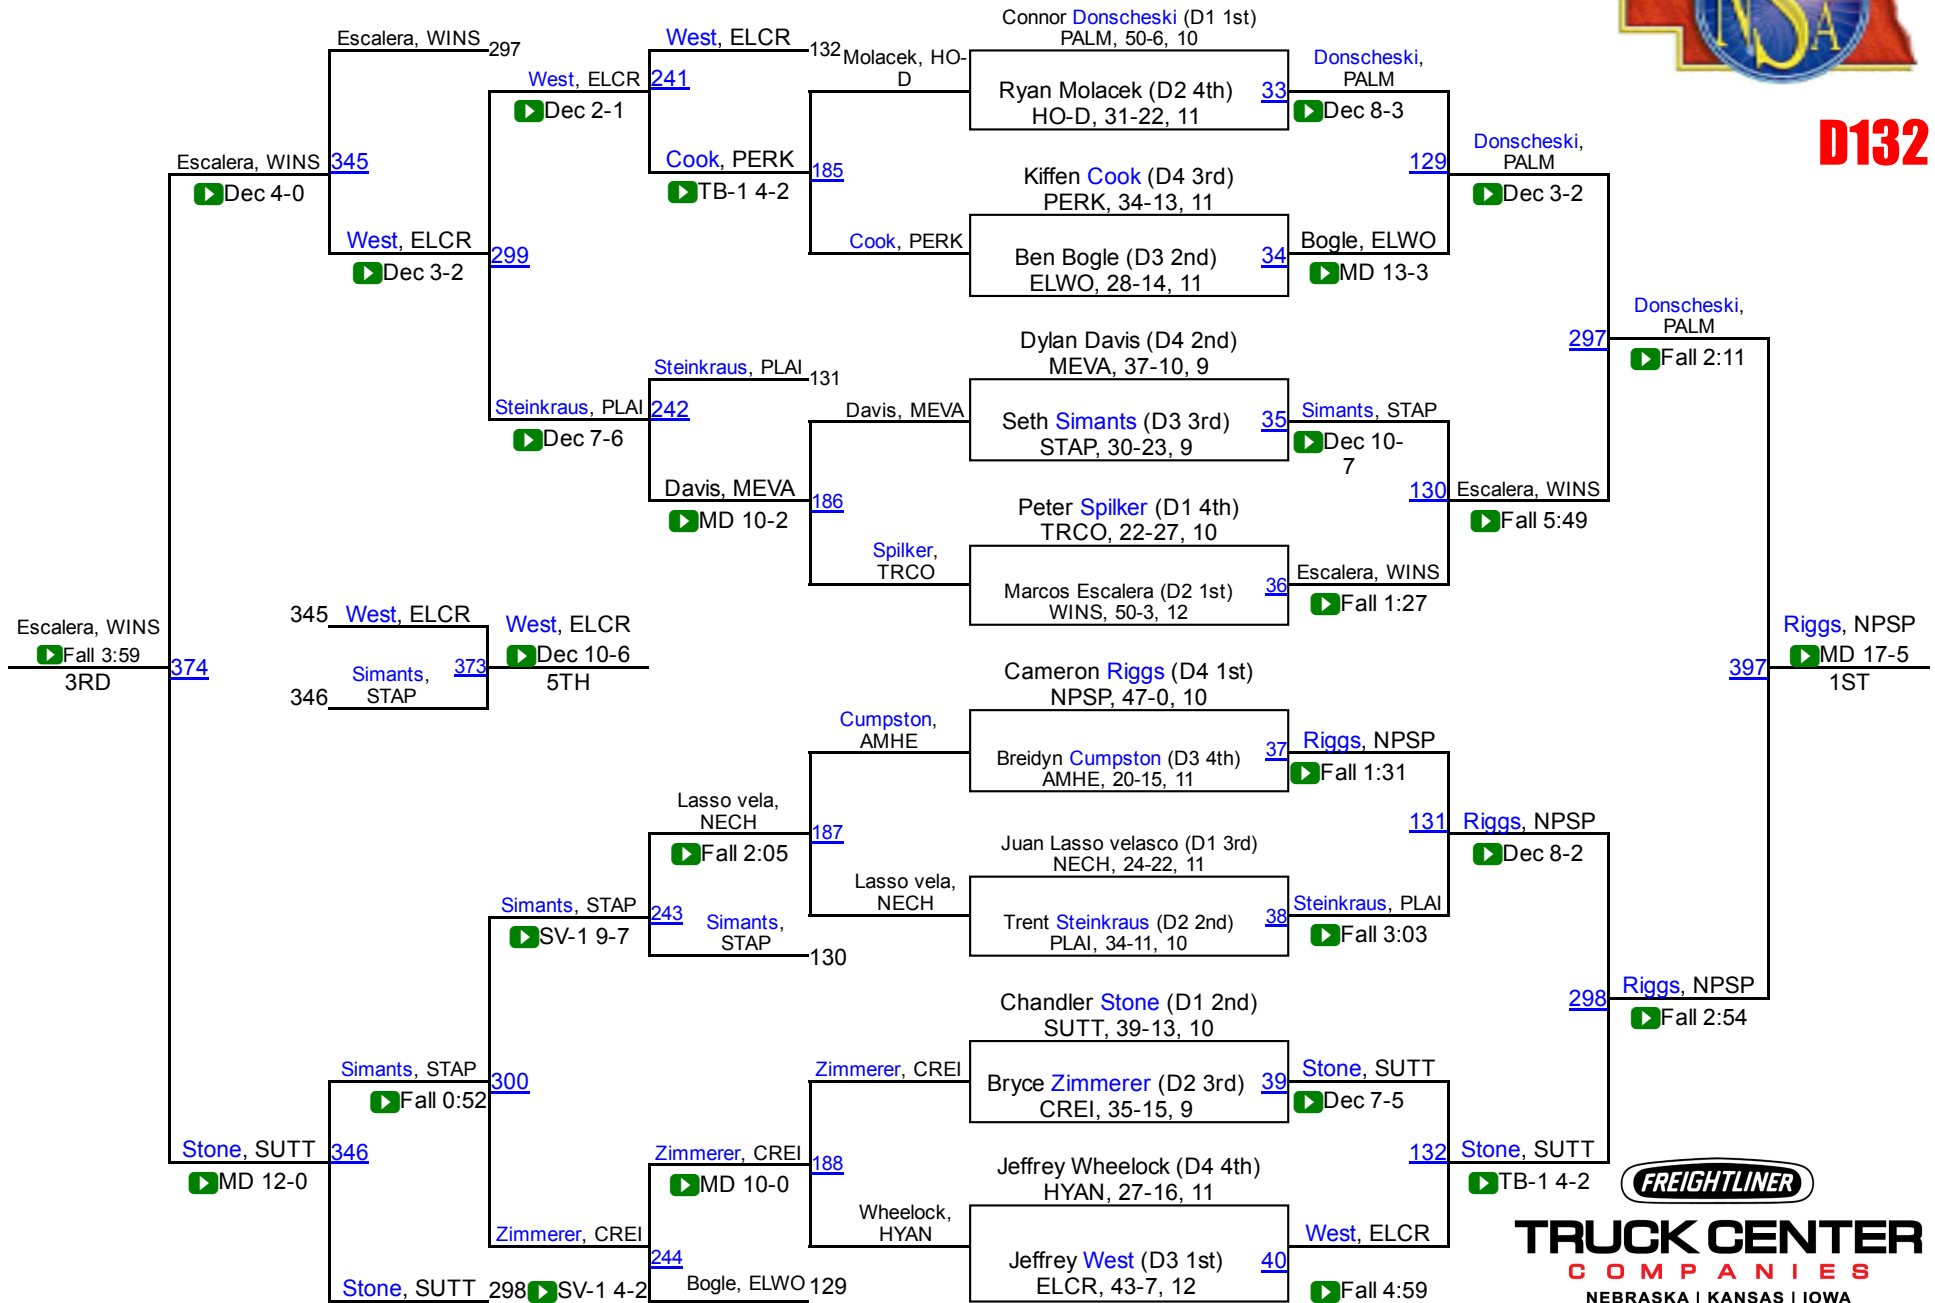 NSA
D132
Connor Donscheski (D1 1st)
PALM, 50-6, 10
Ryan Molacek (D2 4th)
HO-D, 31-22, 11
33
Kiffen Cook (D4 3rd)
PERK, 34-13, 11
Ben Bogle (D3 2nd)
ELWO, 28-14, 11
34
Dylan Davis (D4 2nd)
MEVA, 37-10, 9
Seth Simants (D3 3rd)
STAP, 30-23, 9
35
Peter Spilker (D1 4th)
TRCO, 22-27, 10
Marcos Escalera (D2 1st)
WINS, 50-3, 12
36
Cameron Riggs (D4 1st)
NPSP, 47-0, 10
Breidyn Cumpston (D3 4th)
AMHE, 20-15, 11
37
Juan Lasso velasco (D1 3rd)
NECH, 24-22, 11
Trent Steinkraus (D2 2nd)
PLAI, 34-11, 10
38
Chandler Stone (D1 2nd)
SUTT, 39-13, 10
Bryce Zimmerer (D2 3rd)
CREI, 35-15, 9
39
Jeffrey Wheelock (D4 4th)
HYAN, 27-16, 11
Jeffrey West (D3 1st)
ELCR, 43-7, 12
40
Donscheski,
PALM
Dec 8-3
129
Bogle, ELWO
MD 13-3
Simants, STAP
Dec 10-
7
130
Escalera, WINS
Fall 1:27
Riggs, NPSP
Fall 1:31
131
Steinkraus, PLAI
Fall 3:03
Stone, SUTT
Dec 7-5
132
West, ELCR
Fall 4:59
Donscheski,
PALM
Dec 3-2
297
Escalera, WINS
Fall 5:49
Riggs, NPSP
Dec 8-2
298
Stone, SUTT
TB-1 4-2
Donscheski,
PALM
Fall 2:11
397
Riggs, NPSP
Fall 2:54
Riggs, NPSP
MD 17-5
1ST
Molacek, HO-
D
185
Cook, PERK
Davis, MEVA
186
Spilker,
TRCO
Cumpston,
AMHE
187
Lasso vela,
NECH
Zimmerer, CREI
188
Wheelock,
HYAN
West, ELCR
132
241
Cook, PERK
TB-1 4-2
Steinkraus, PLAI
131
242
Davis, MEVA
MD 10-2
Lasso vela,
NECH
Fall 2:05
243
Simants,
STAP
130
Zimmerer, CREI
MD 10-0
244
Bogle, ELWO
129
West, ELCR
Dec 2-1
299
Steinkraus, PLAI
Dec 7-6
Simants, STAP
SV-1 9-7
300
Zimmerer, CREI
SV-1 4-2
Escalera, WINS
297
345
West, ELCR
Dec 3-2
Simants, STAP
Fall 0:52
346
Stone, SUTT
298
Escalera, WINS
Dec 4-0
374
Stone, SUTT
MD 12-0
Escalera, WINS
Fall 3:59
3RD
345
West, ELCR
373
346
Simants,
STAP
West, ELCR
Dec 10-6
5TH
FREIGHTLINER
TRUCK CENTER
COMPANIES
NEBRASKA | KANSAS | IOWA